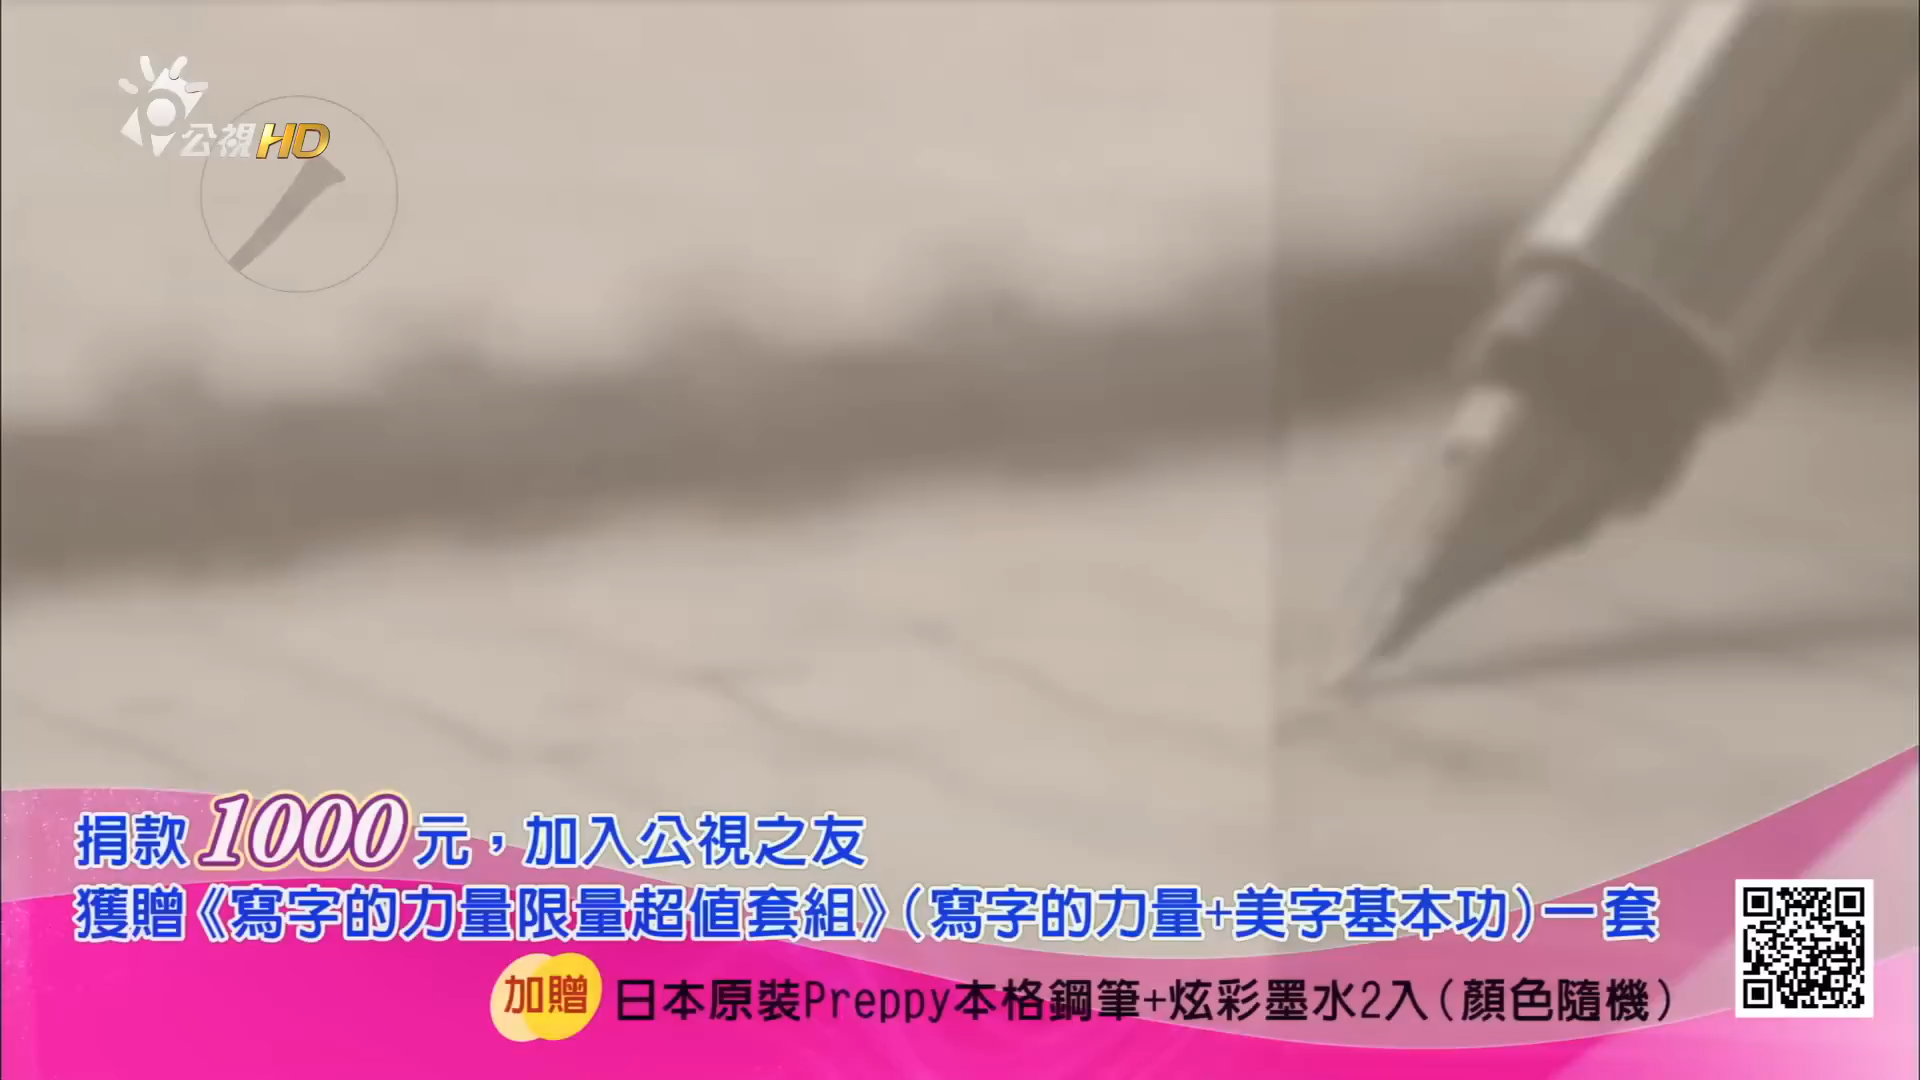 公視HD
捐款1000元，加入公視之友
獲贈《寫字的力量限量超值套組》（寫字的力量+美字基本功）一套
加贈 日本原裝Preppy本格鋼筆+炫彩墨水2入（顏色隨機）